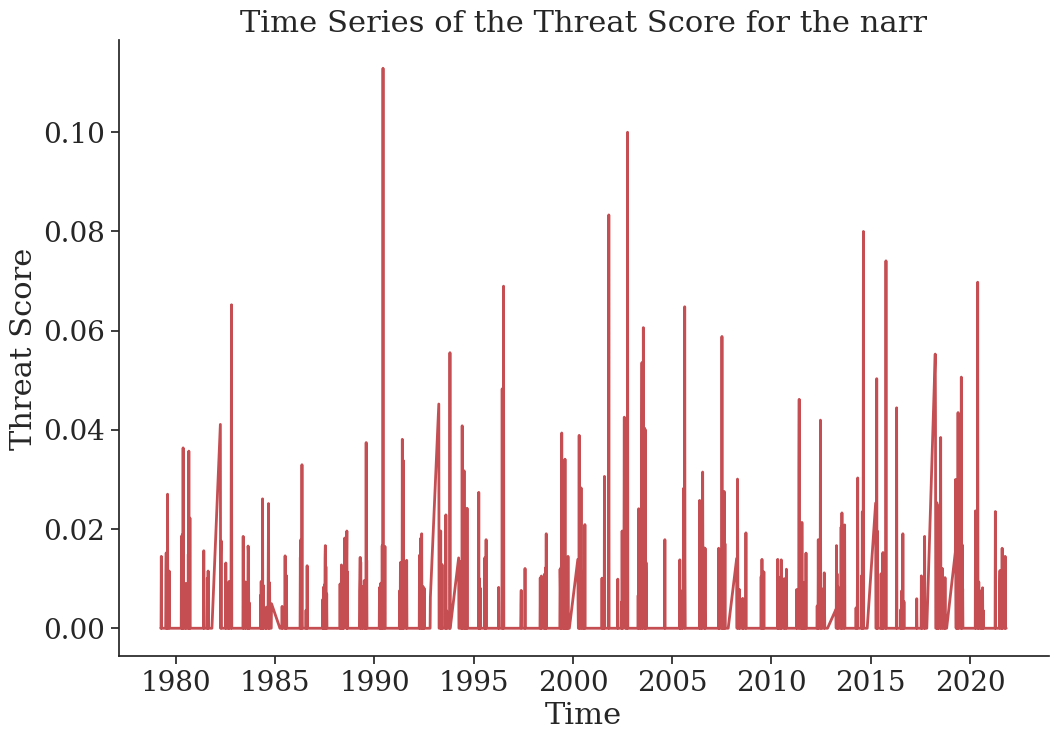 Time Series of the Threat Score for the narr
Threat Score
0.10
0.08
0.06
0.04
0.02
0.00
1980 1985 1990 1995 2000 2005 2010 2015 2020
Time